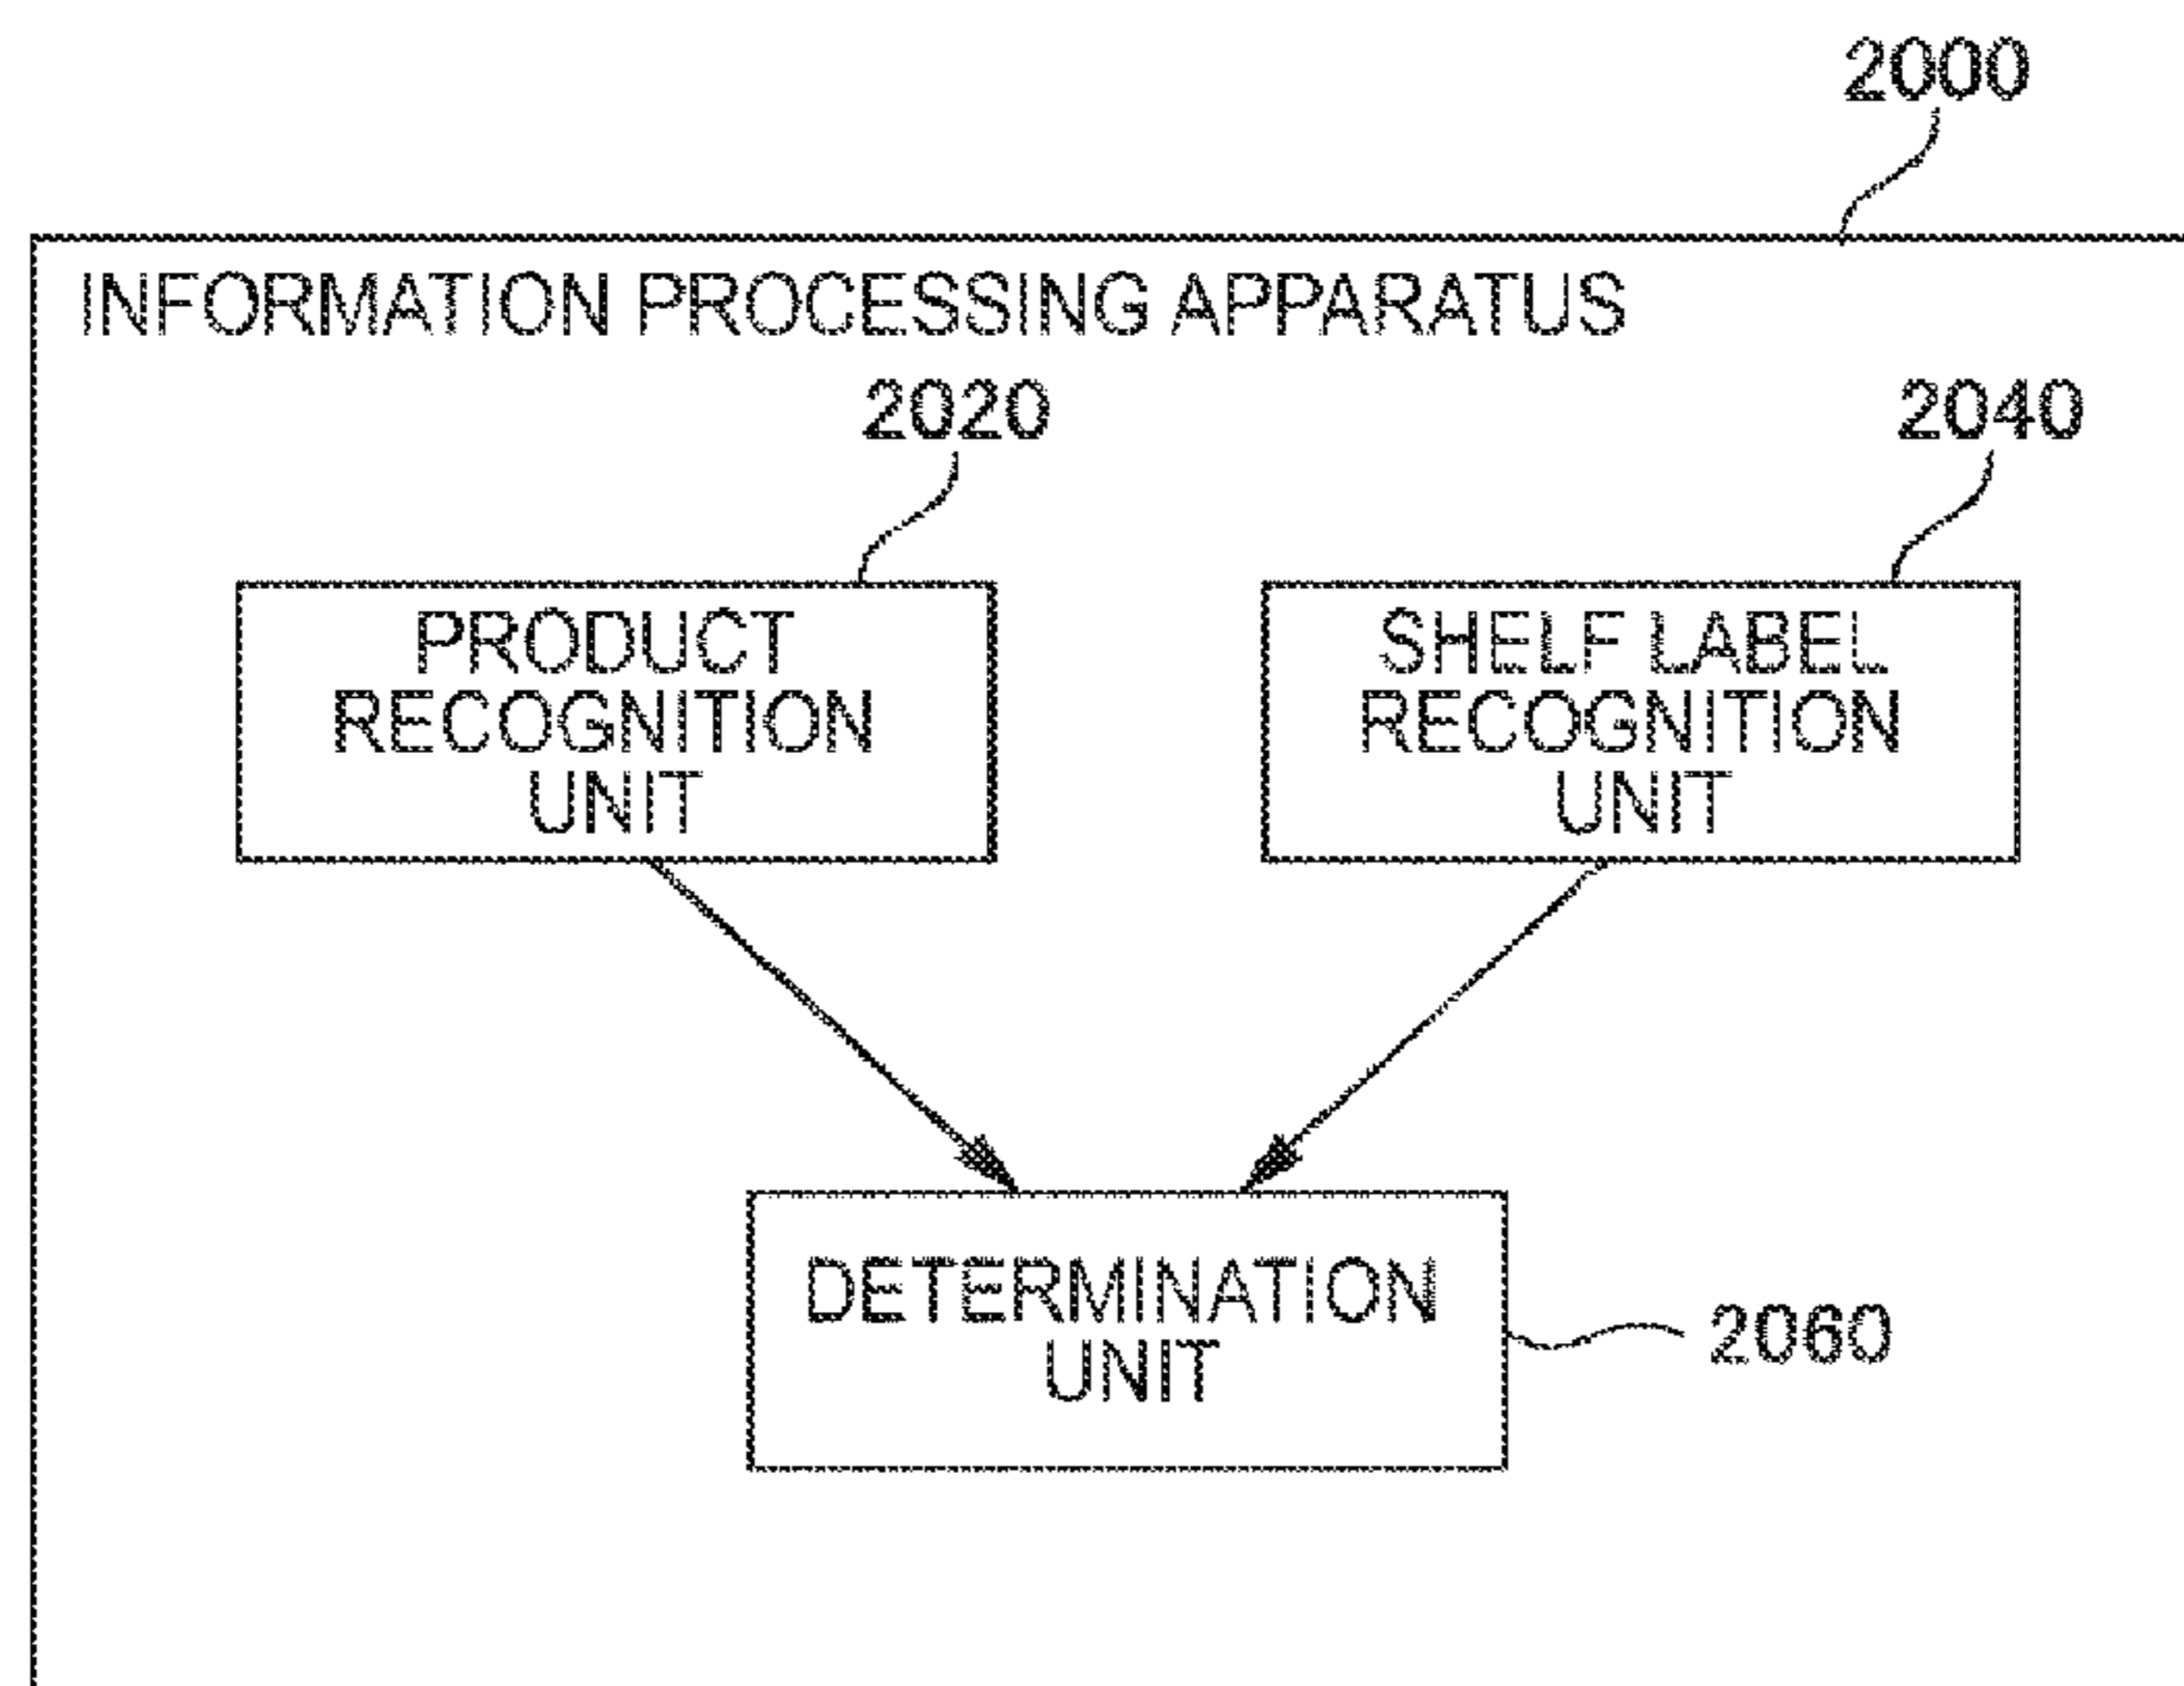 2000
INFORMATION PROCESSING APPARATUS
2020
2040
PRODUCT
RECOGNITION
UNIT
SHELF LABEL
RECOGNITION
UNIT
DETERMINATION
UNIT
2060